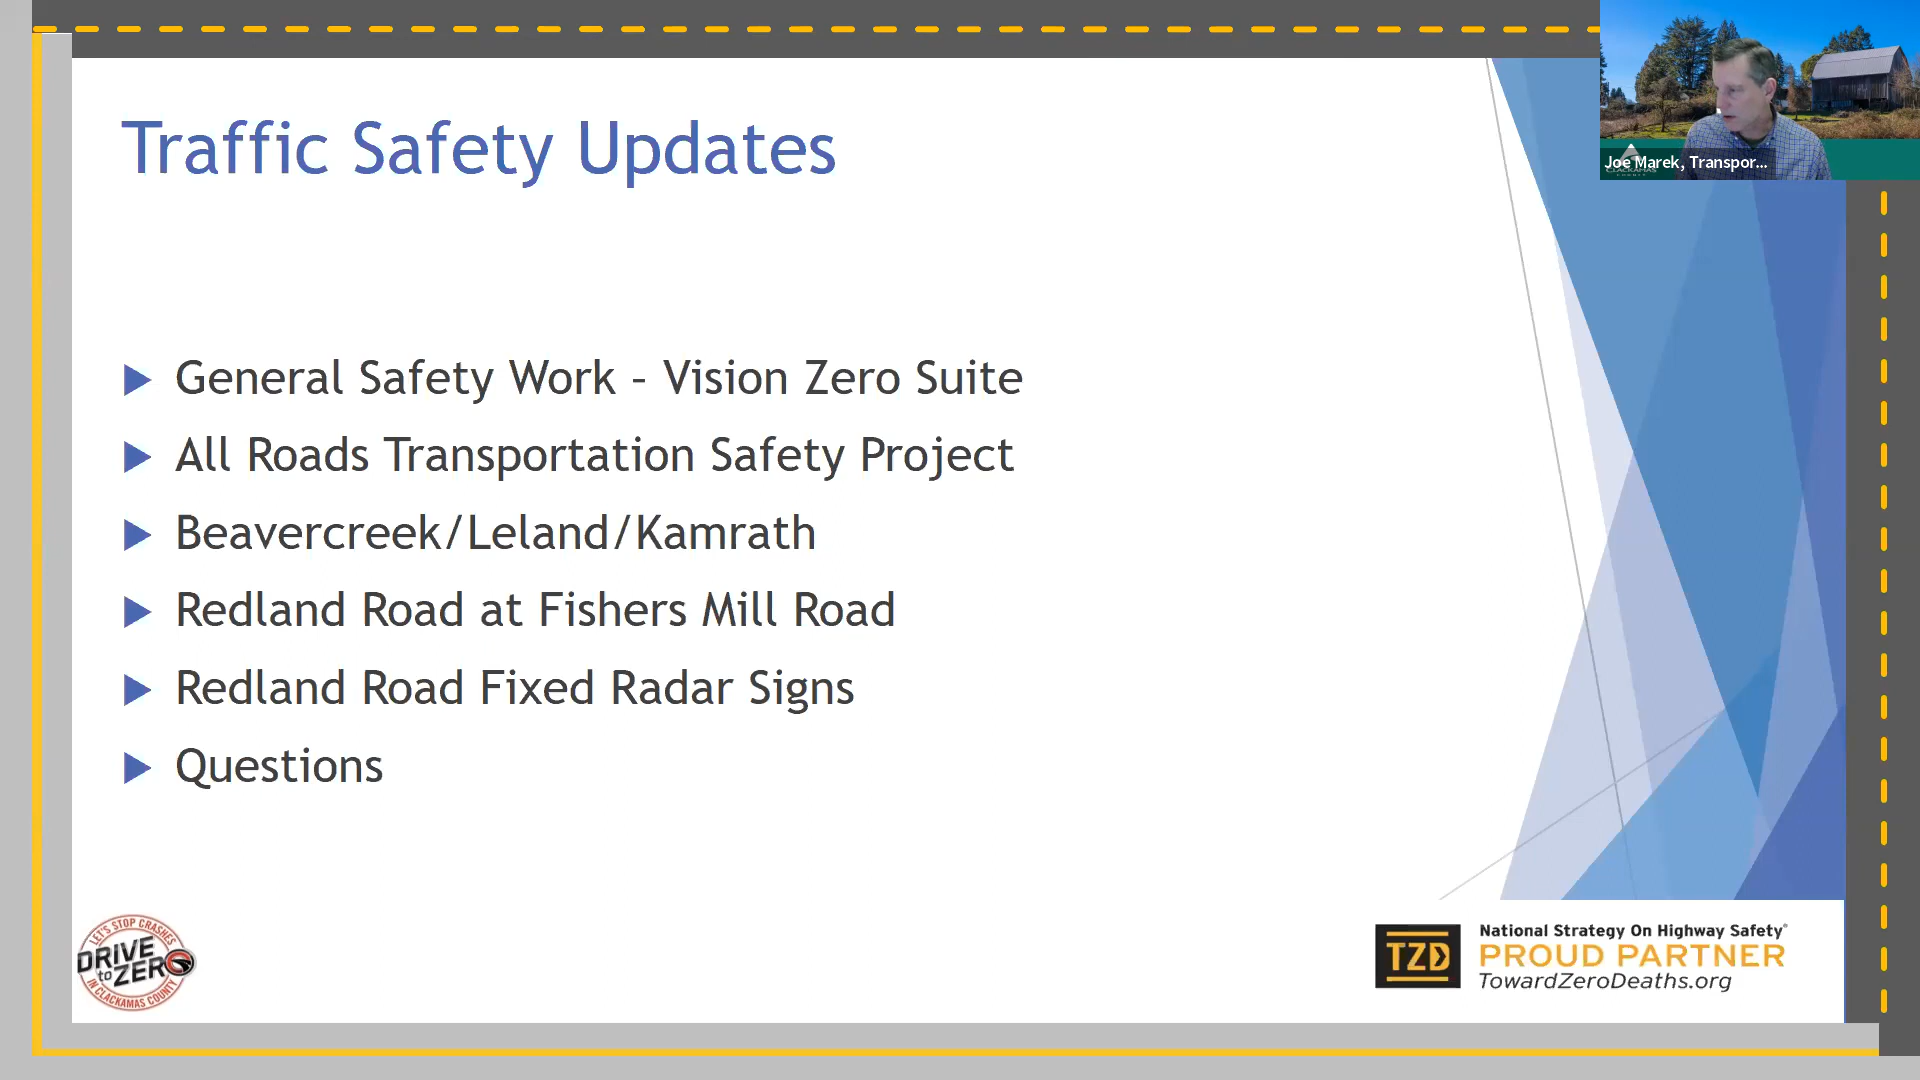 Traffic Safety Updates
Joe Marek, Transpor...
CLACKAMAS
COUNTY
General Safety Work – Vision Zero Suite
All Roads Transportation Safety Project
Beavercreek/Leland/Kamrath
Redland Road at Fishers Mill Road
Redland Road Fixed Radar Signs
Questions
LET'S STOP CRASHES
DRIVE
to ZERO
IN CLACKAMAS COUNTY
TZD
National Strategy On Highway Safety®
PROUD PARTNER
TowardZeroDeaths.org